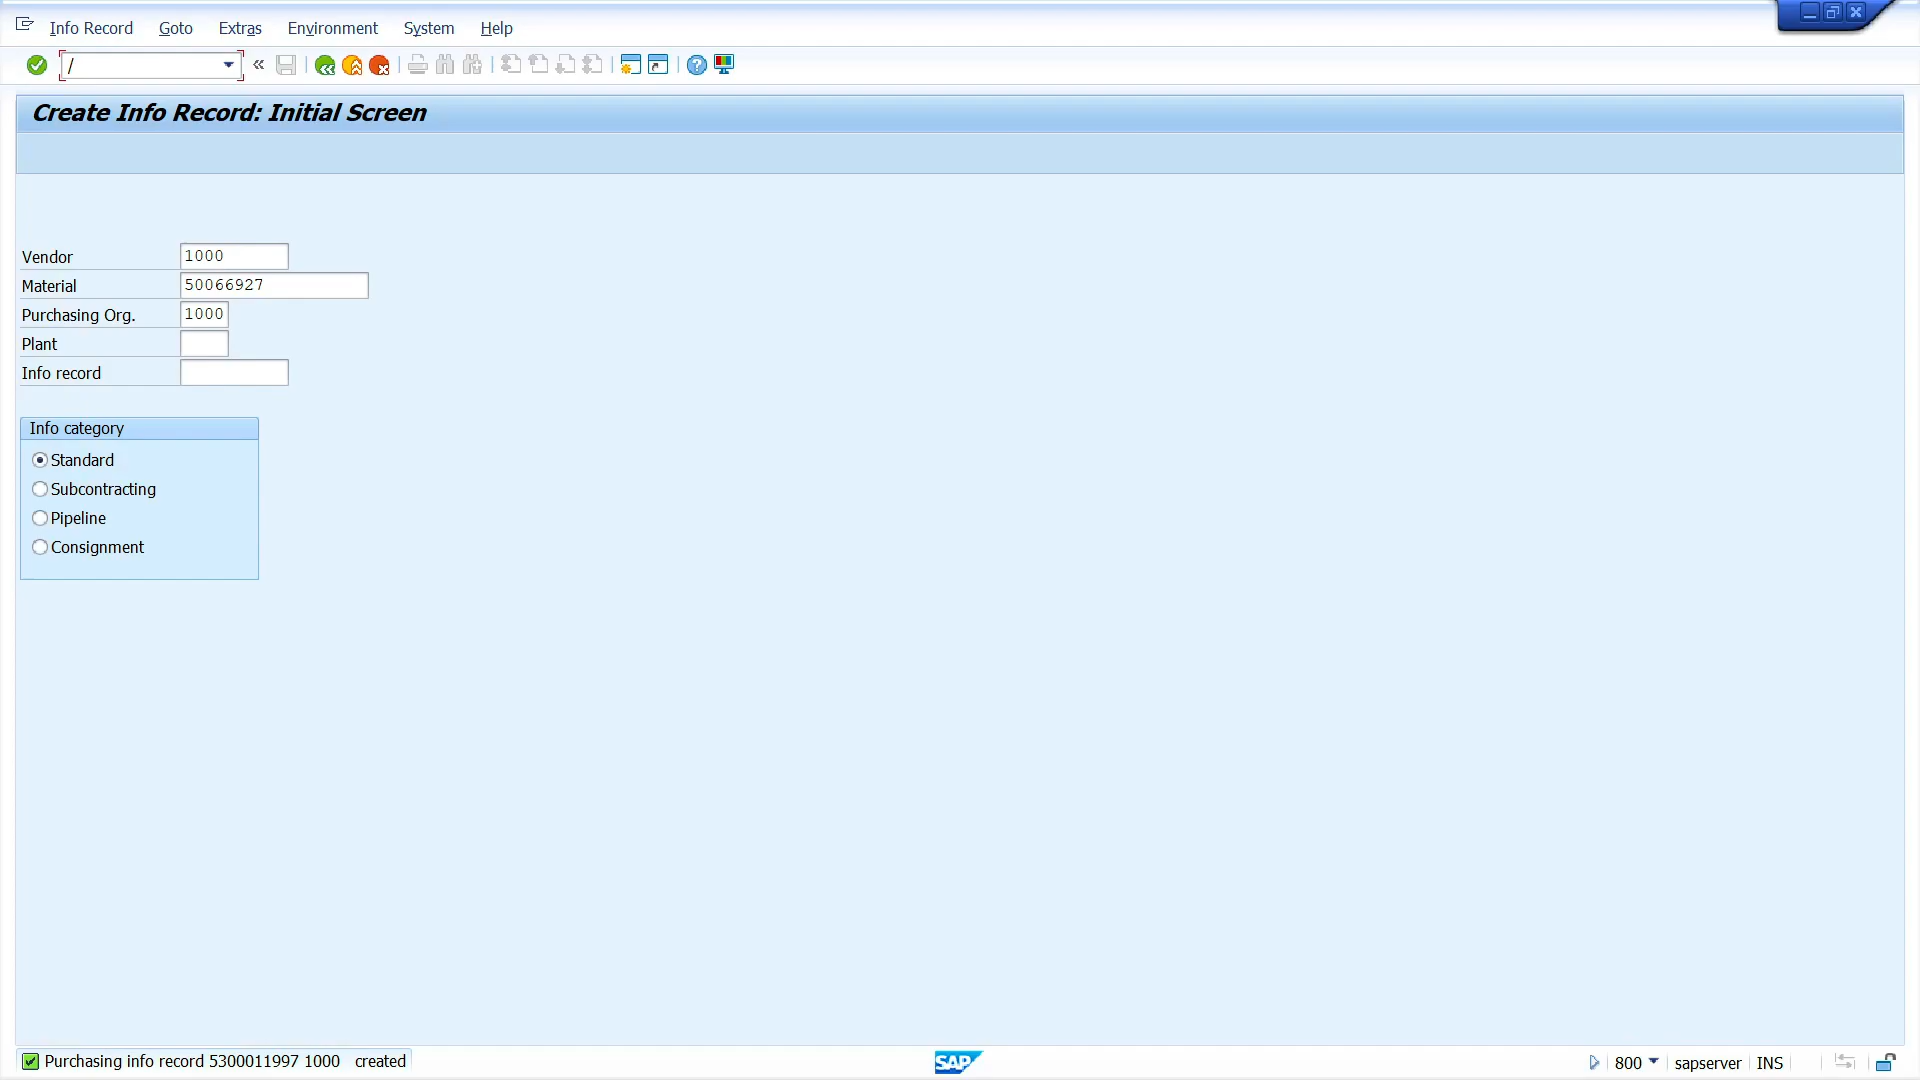 Info Record Goto Extras Environment System Help
/
Create Info Record: Initial Screen
Vendor 1000
Material 50066927
Purchasing Org. 1000
Plant
Info record
Info category
Standard
Subcontracting
Pipeline
Consignment
Purchasing info record 5300011997 1000 created
SAP
800 sapserver INS